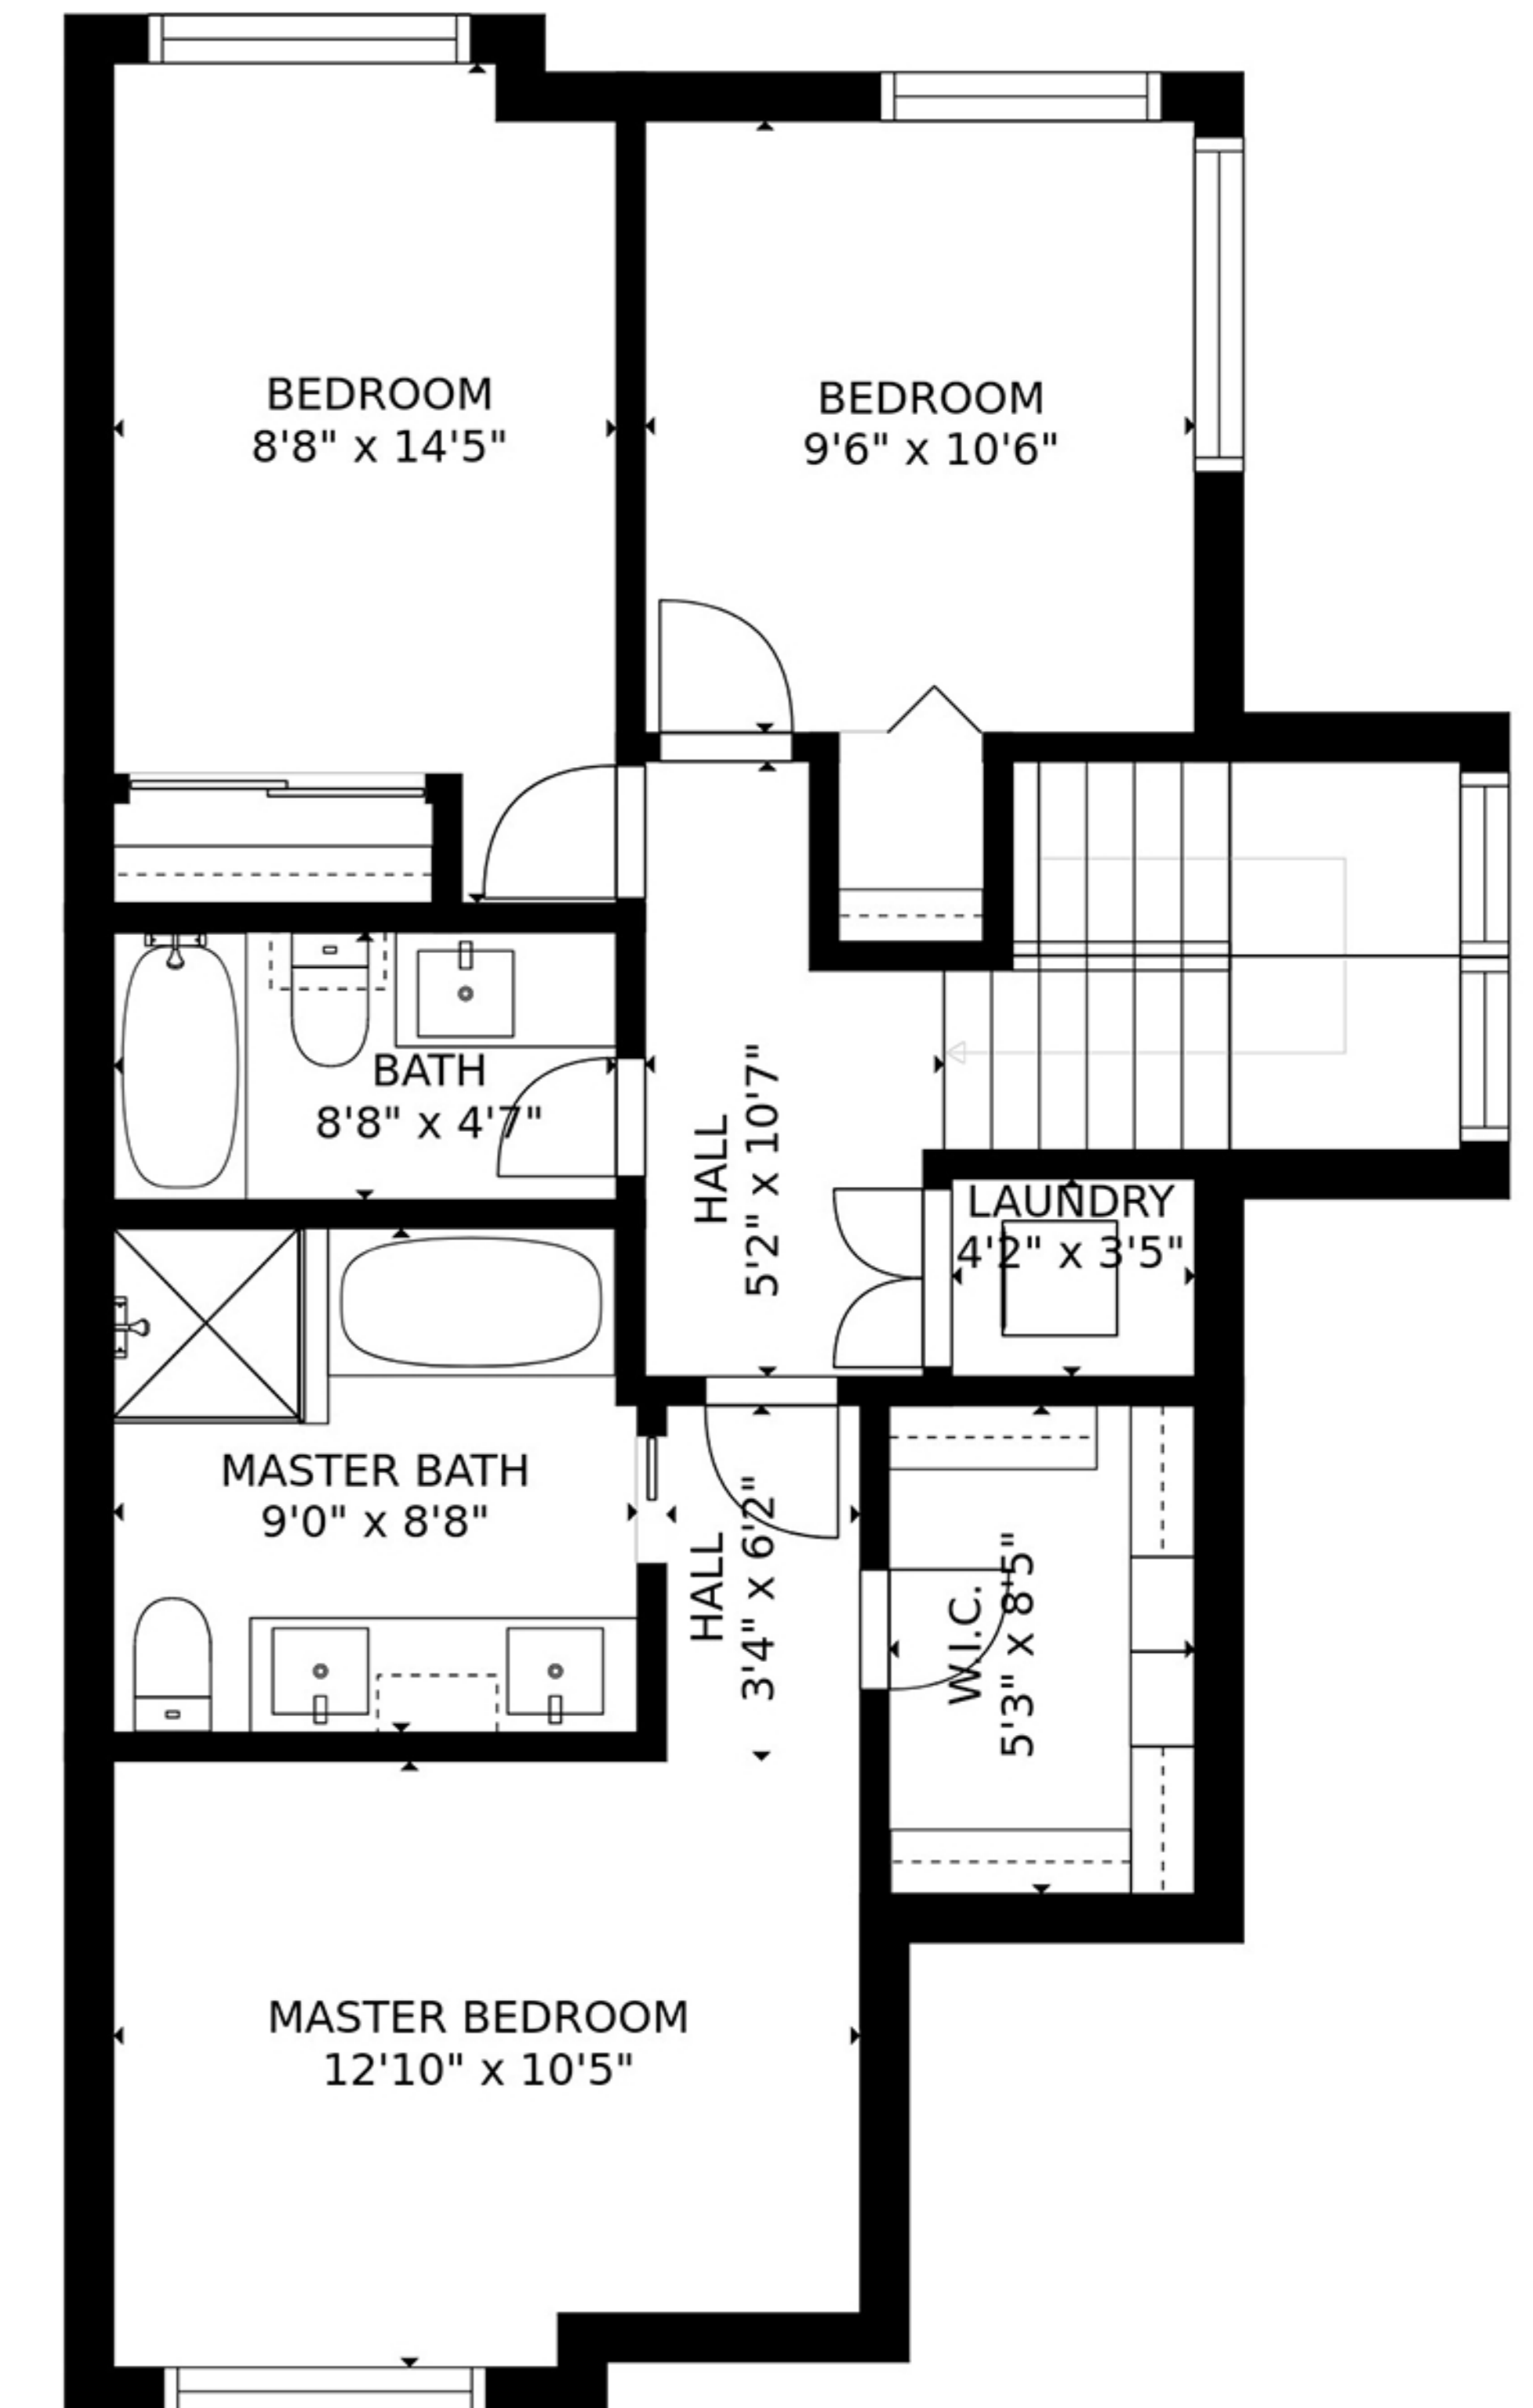 BEDROOM
8'8" x 14'5"
BEDROOM
9'6" x 10'6"
BATH
8'8" x 4'7"
HALL
5'2" x 10'7"
LAUNDRY
4'2" x 3'5"
MASTER BATH
9'0" x 8'8"
HALL
3'4" x 6'2"
W.I.C.
5'3" x 8'5"
MASTER BEDROOM
12'10" x 10'5"